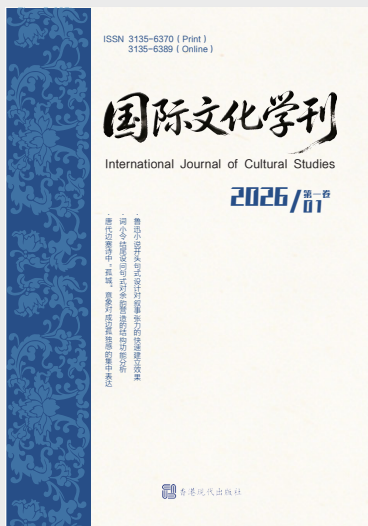 ISSN 3135-6370（Print）
3135-6389（Online）
国际文化学刊
International Journal of Cultural Studies
2026/01
第一卷
·鲁迅小说开头句式设计对叙事张力的快速建立效果
·词小令结尾设问句式对余韵营造的结构功能分析
·唐代边塞诗中“孤城”意象对戍边孤独感的集中表达
香港现代出版社